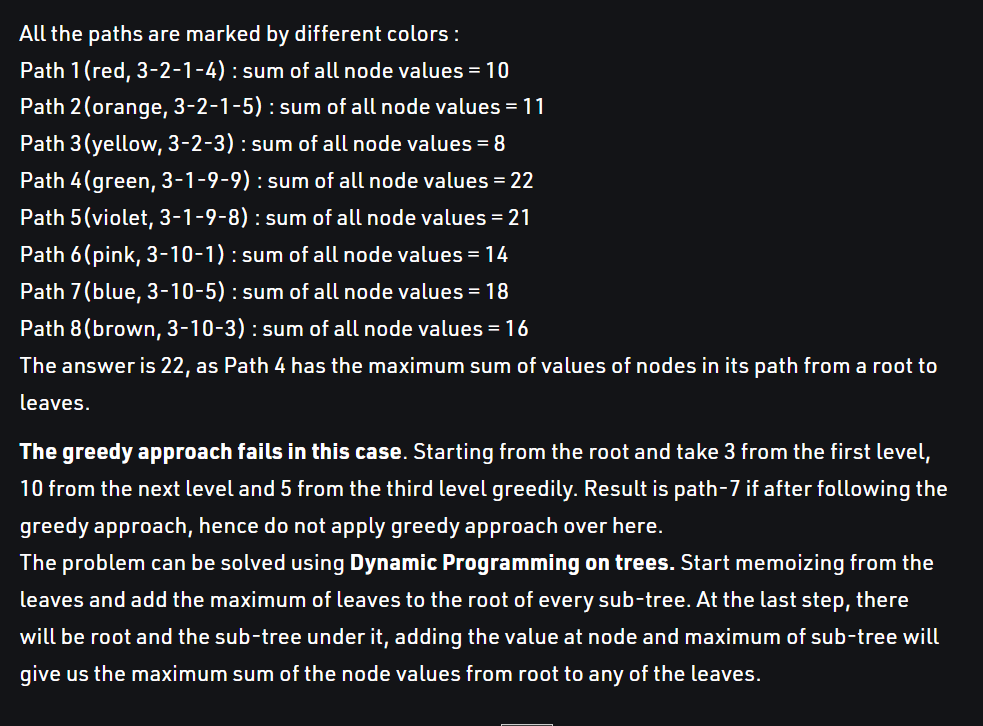 All the paths are marked by different colors :
Path 1(red, 3-2-1-4) : sum of all node values = 10
Path 2(orange, 3-2-1-5) : sum of all node values = 11
Path 3(yellow, 3-2-3) : sum of all node values = 8
Path 4(green, 3-1-9-9) : sum of all node values = 22
Path 5(violet, 3-1-9-8) : sum of all node values = 21
Path 6(pink, 3-10-1) : sum of all node values = 14
Path 7(blue, 3-10-5) : sum of all node values = 18
Path 8(brown, 3-10-3) : sum of all node values = 16
The answer is 22, as Path 4 has the maximum sum of values of nodes in its path from a root to
leaves.
The greedy approach fails in this case. Starting from the root and take 3 from the first level,
10 from the next level and 5 from the third level greedily. Result is path-7 if after following the
greedy approach, hence do not apply greedy approach over here.
The problem can be solved using Dynamic Programming on trees. Start memoizing from the
leaves and add the maximum of leaves to the root of every sub-tree. At the last step, there
will be root and the sub-tree under it, adding the value at node and maximum of sub-tree will
give us the maximum sum of the node values from root to any of the leaves.